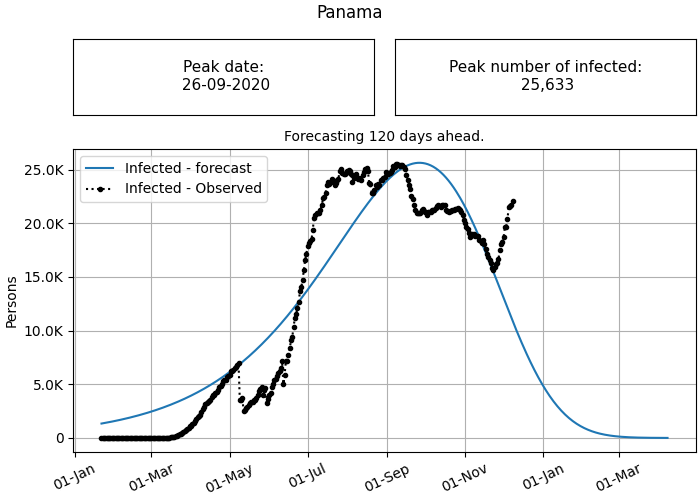 Panama
Peak date:
26-09-2020
Peak number of infected:
25,633
Forecasting 120 days ahead.
Infected - forecast
Infected - Observed
Persons
25.0K
20.0K
15.0K
10.0K
5.0K
0
01-Jan
01-Mar
01-May
01-Jul
01-Sep
01-Nov
01-Jan
01-Mar